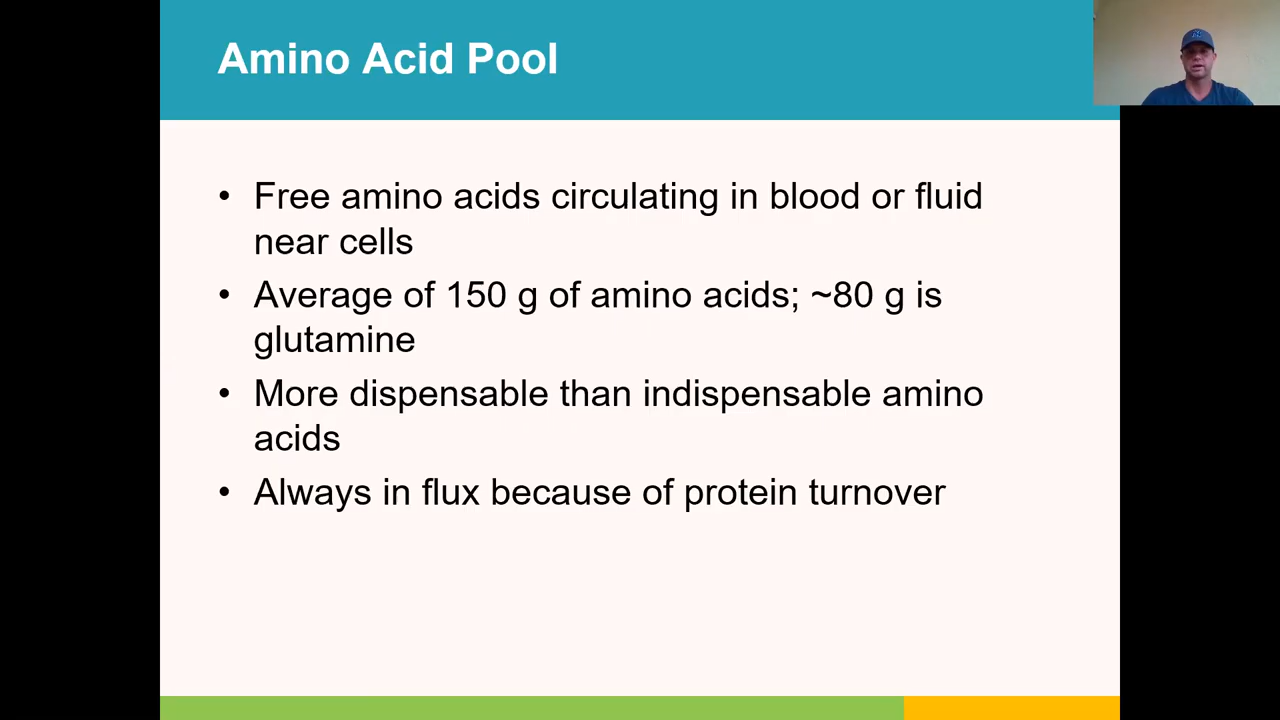 Amino Acid Pool
• Free amino acids circulating in blood or fluid
near cells
• Average of 150 g of amino acids; ~80 g is
glutamine
• More dispensable than indispensable amino
acids
• Always in flux because of protein turnover